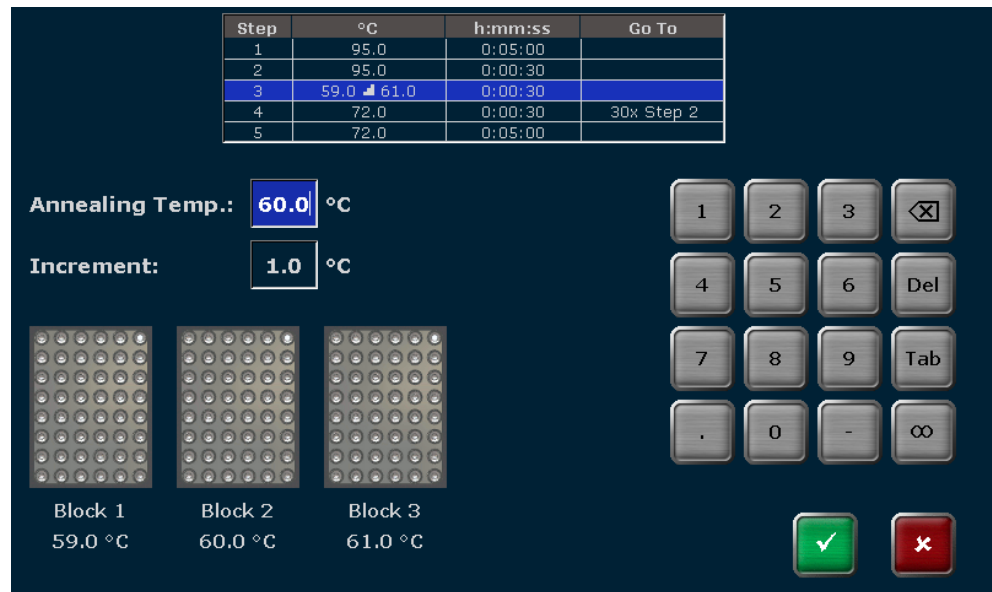 Step °C h:mm:ss Go To
1 95.0 0:05:00
2 95.0 0:00:30
3 59.0 61.0 0:00:30
4 72.0 0:00:30 30x Step 2
5 72.0 0:05:00
Annealing Temp.: 60.0 °C
Increment: 1.0 °C
1 2 3
4 5 6 Del
7 8 9 Tab
. 0 - ∞
Block 1 Block 2 Block 3
59.0 °C 60.0 °C 61.0 °C